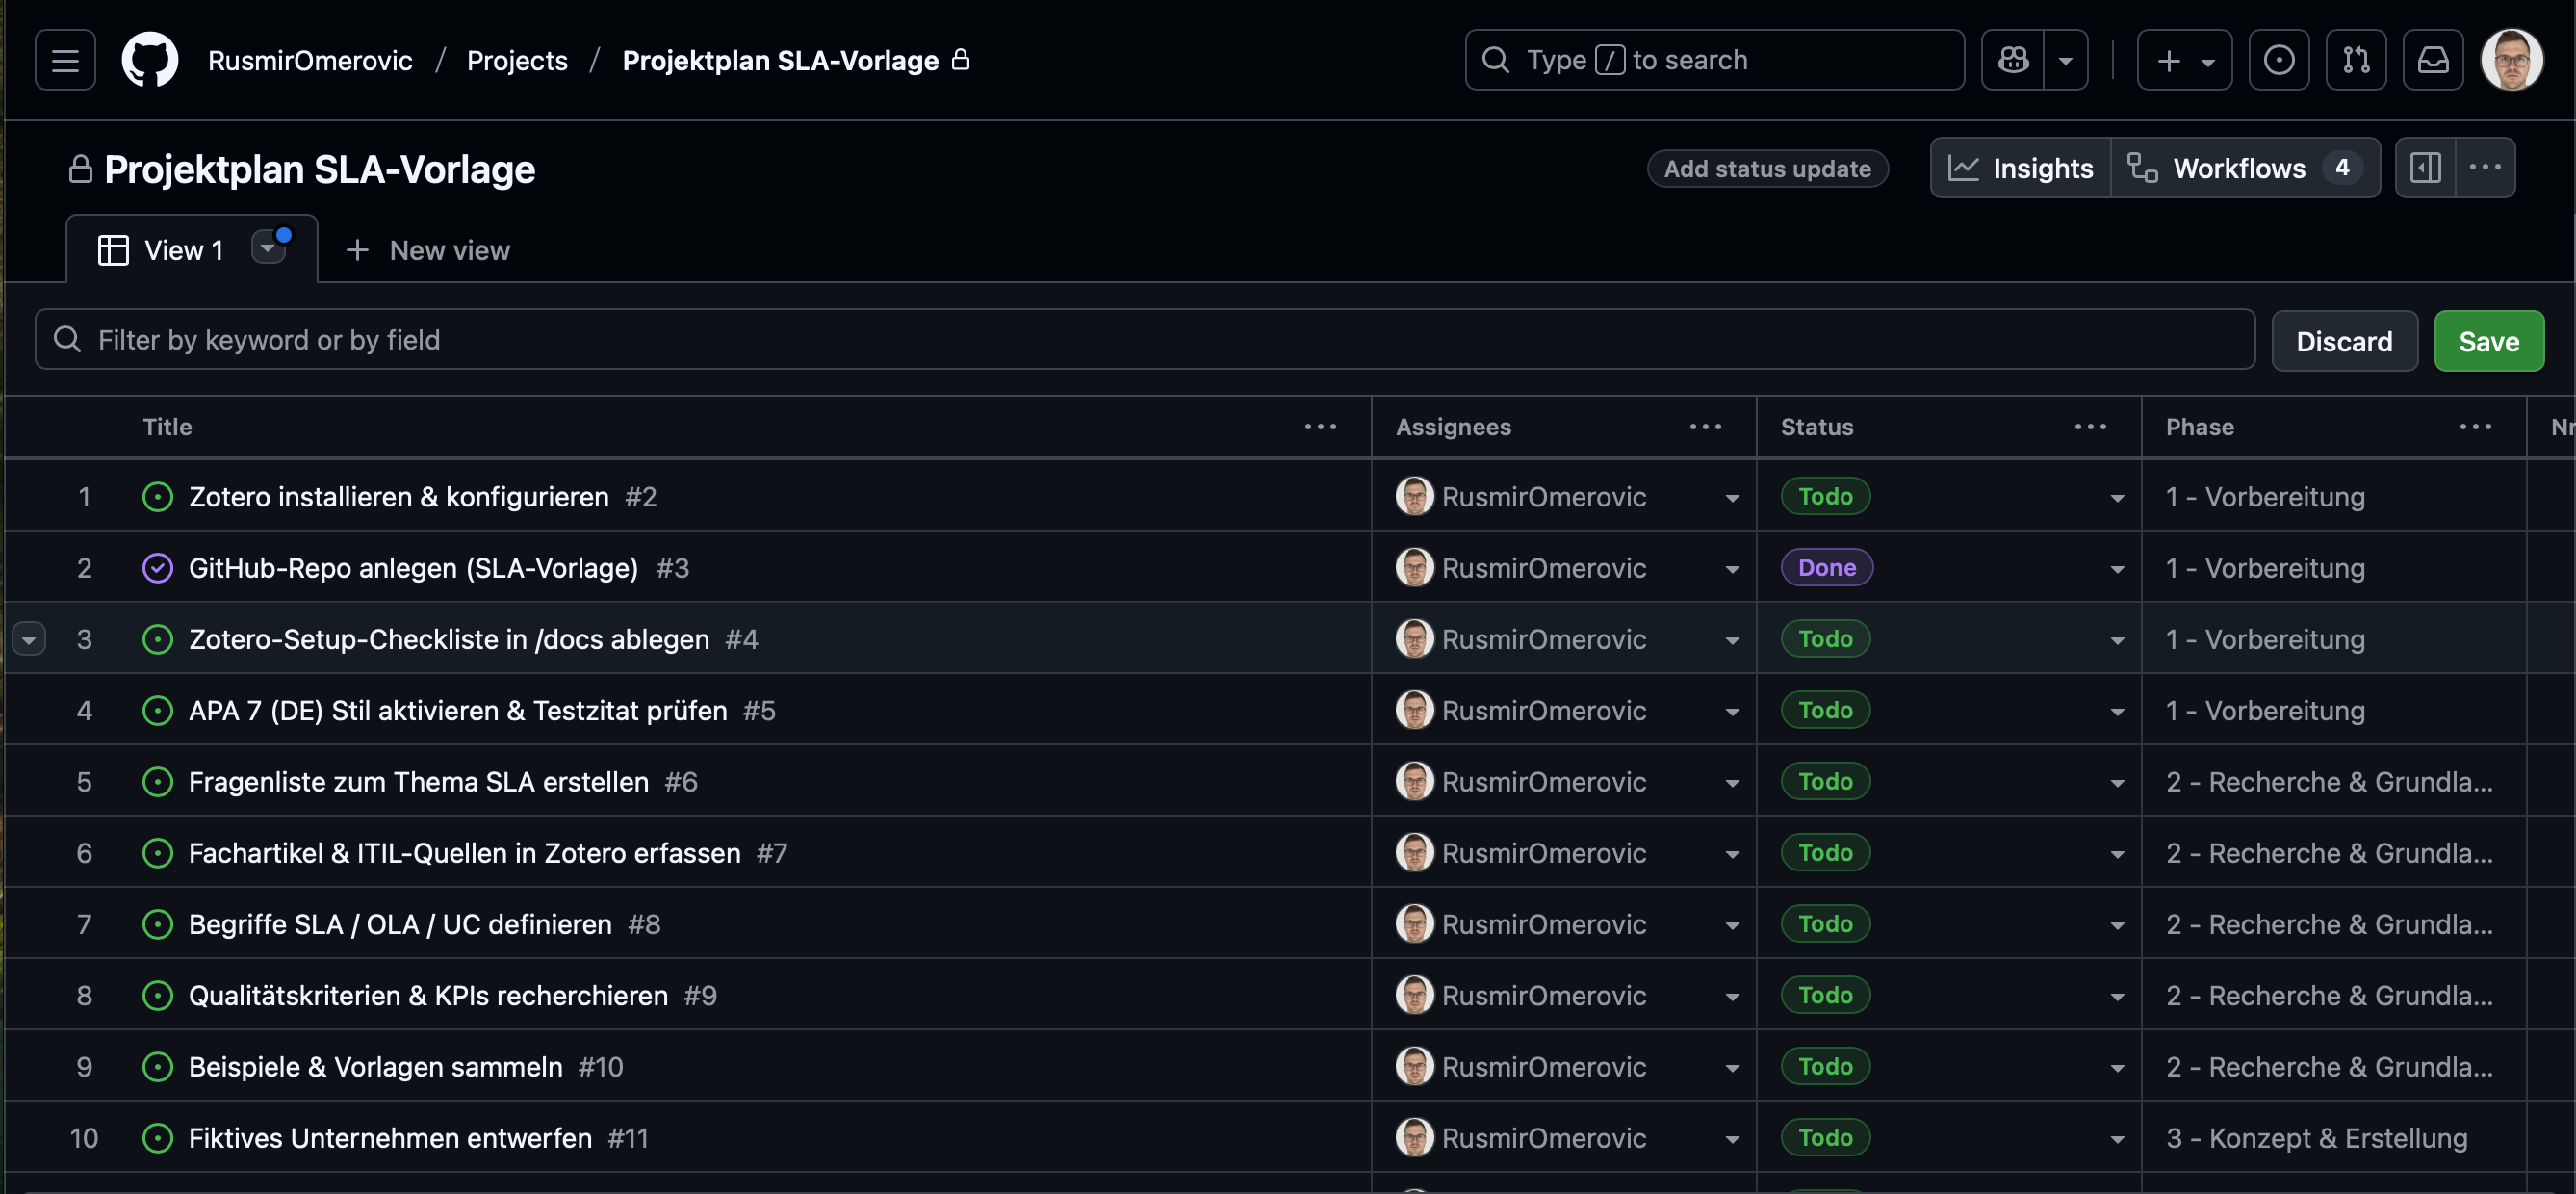 RusmirOmerovic / Projects / Projektplan SLA-Vorlage
Type / to search
Projektplan SLA-Vorlage
Add status update
Insights
Workflows 4
View 1
New view
Filter by keyword or by field
Discard
Save
Title Assignees Status Phase
1 Zotero installieren & konfigurieren #2 RusmirOmerovic Todo 1 - Vorbereitung
2 GitHub-Repo anlegen (SLA-Vorlage) #3 RusmirOmerovic Done 1 - Vorbereitung
3 Zotero-Setup-Checkliste in /docs ablegen #4 RusmirOmerovic Todo 1 - Vorbereitung
4 APA 7 (DE) Stil aktivieren & Testzitat prüfen #5 RusmirOmerovic Todo 1 - Vorbereitung
5 Fragenliste zum Thema SLA erstellen #6 RusmirOmerovic Todo 2 - Recherche & Grundla...
6 Fachartikel & ITIL-Quellen in Zotero erfassen #7 RusmirOmerovic Todo 2 - Recherche & Grundla...
7 Begriffe SLA / OLA / UC definieren #8 RusmirOmerovic Todo 2 - Recherche & Grundla...
8 Qualitätskriterien & KPIs recherchieren #9 RusmirOmerovic Todo 2 - Recherche & Grundla...
9 Beispiele & Vorlagen sammeln #10 RusmirOmerovic Todo 2 - Recherche & Grundla...
10 Fiktives Unternehmen entwerfen #11 RusmirOmerovic Todo 3 - Konzept & Erstellung